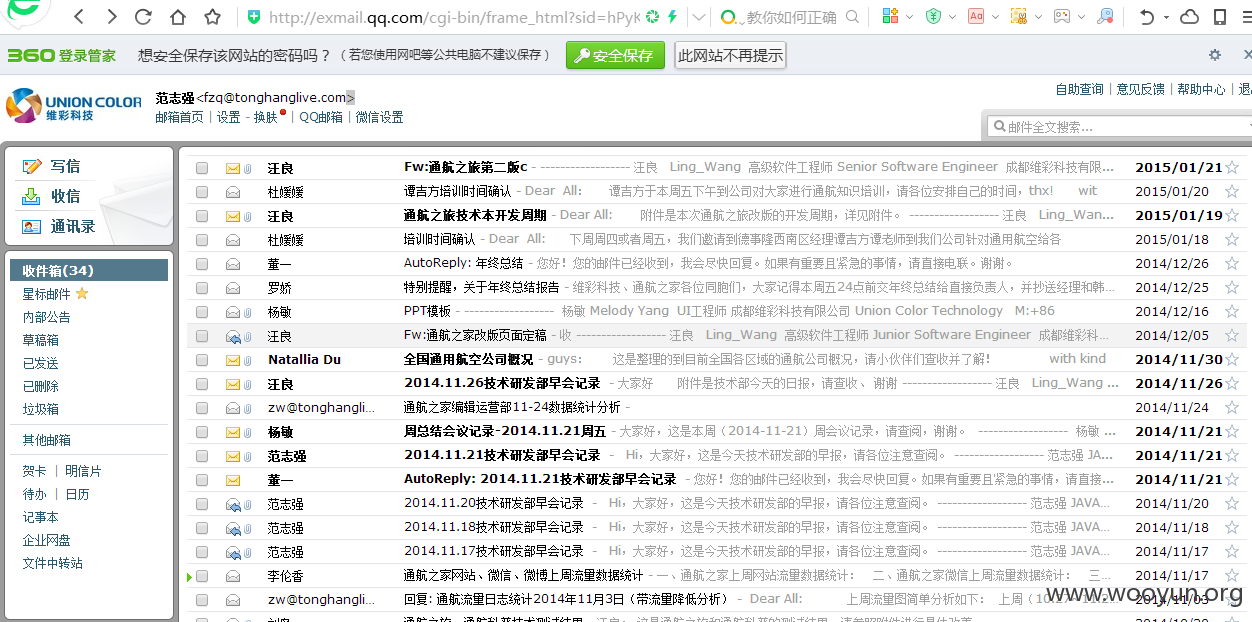 http://exmail.qq.com/cgi-bin/frame_html?sid=hPyK 教你如何正确
360 登录管家 想安全保存该网站的密码吗？（若您使用网吧等公共电脑不建议保存） 安全保存 此网站不再提示
自助查询 | 意见反馈 | 帮助中心 |
UNION COLOR 维彩科技
范志强<fzq@tonghanglive.com>
邮箱首页 | 设置 - 换肤 | QQ邮箱 | 微信设置
邮件全文搜索...
写信
收信
通讯录
收件箱(34)
星标邮件
内部公告
草稿箱
已发送
已删除
垃圾箱
其他邮箱
贺卡 | 明信片
待办 | 日历
记事本
企业网盘
文件中转站
汪良 Fw:通航之旅第二版c - ------------------ 汪良 Ling_Wang 高级软件工程师 Senior Software Engineer 成都维彩科技有限... 2015/01/21
杜媛媛 谭吉方培训时间确认 - Dear All: 谭吉方于本周五下午到公司对大家进行通航知识培训，请各位安排自己的时间，thx! wit 2015/01/20
汪良 通航之旅技术本开发周期 - Dear All: 附件是本次通航之旅改版的开发周期，详见附件。 ------------------ 汪良 Ling_Wan... 2015/01/19
杜媛媛 培训时间确认 - Dear All: 下周周四或者周五，我们邀请到德事隆西南区经理谭吉方谭老师到我们公司针对通用航空给各 2015/01/18
董一 AutoReply: 年终总结 - 您好！您的邮件已经收到，我会尽快回复。如果有重要且紧急的事情，请直接电联。谢谢。 2014/12/26
罗娇 特别提醒，关于年终总结报告 - 维彩科技、通航之家各位同胞们，大家记得本周五24点前交年终总结给直接负责人，并抄送经理和韩... 2014/12/25
杨敏 PPT模板 - ------------------ 杨敏 Melody Yang UI工程师 成都维彩科技有限公司 Union Color Technology M:+86 2014/12/16
汪良 Fw:通航之家改版页面定稿 - 收 ------------------ 汪良 Ling_Wang 高级软件工程师 Junior Software Engineer 成都维彩科... 2014/12/05
Natallia Du 全国通用航空公司概况 - guys: 这是整理的到目前全国各区域的通航公司概况，请小伙伴们查收并了解！ with kind 2014/11/30
汪良 2014.11.26技术研发部早会记录 - 大家好 附件是技术部今天的日报，请查收、谢谢 ------------------ 汪良 Ling_Wang ... 2014/11/26
zw@tonghangli... 通航之家编辑运营部11-24数据统计分析 - 2014/11/24
杨敏 周总结会议记录-2014.11.21周五 - 大家好，这是本周（2014-11-21）周会议记录，请查阅，谢谢。 ------------------ 杨敏 ... 2014/11/21
范志强 2014.11.21技术研发部早会记录 - Hi，大家好，这是今天技术研发部的早报，请各位注意查阅。 ------------------ 范志强 JA... 2014/11/21
董一 AutoReply: 2014.11.21技术研发部早会记录 - 您好！您的邮件已经收到，我会尽快回复。如果有重要且紧急的事情，请直接... 2014/11/21
范志强 2014.11.20技术研发部早会记录 - Hi，大家好，这是今天技术研发部的早报，请各位注意查阅。 ------------------ 范志强 JAVA... 2014/11/20
范志强 2014.11.18技术研发部早会记录 - Hi，大家好，这是今天技术研发部的早报，请各位注意查阅。 ------------------ 范志强 JAVA... 2014/11/18
范志强 2014.11.17技术研发部早会记录 - Hi，大家好，这是今天技术研发部的早报，请各位注意查阅。 ------------------ 范志强 JAVA... 2014/11/17
李伦香 通航之家网站、微信、微博上周流量数据统计 - 一、通航之家上周网站流量数据统计： 二、通航之家微信上周流量数据统计： 三... 2014/11/17
zw@tonghangli... 回复: 通航流量日志统计2014年11月3日（带流量降低分析） - Dear All: 上周流量图简单分析如下： 上周（10.27~11.2... 2014/11/03
www.wooyun.org